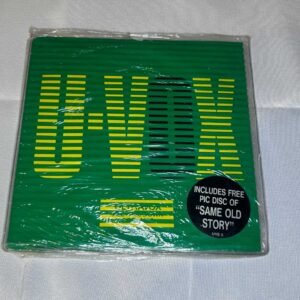 U-VOX
INCLUDES FREE
PIC DISC OF
"SAME OLD
STORY"